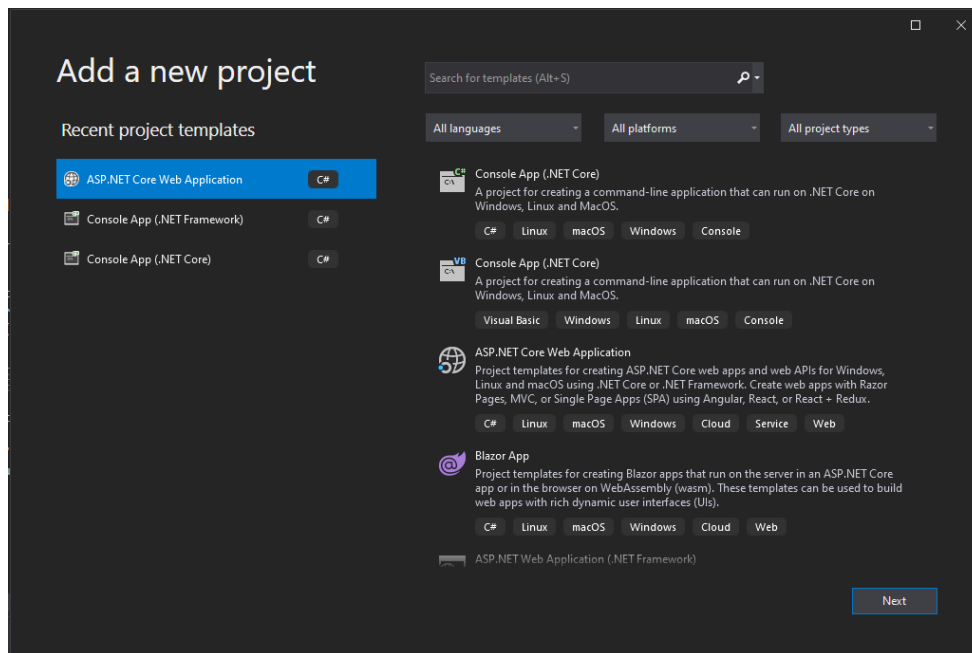 Add a new project
Search for templates (Alt+S)
Recent project templates
All languages
All platforms
All project types
ASP.NET Core Web Application C#
Console App (.NET Framework) C#
Console App (.NET Core) C#
C#
C:\
Console App (.NET Core)
A project for creating a command-line application that can run on .NET Core on
Windows, Linux and MacOS.
C# Linux macOS Windows Console
VB
C:\
Console App (.NET Core)
A project for creating a command-line application that can run on .NET Core on
Windows, Linux and MacOS.
Visual Basic Windows Linux macOS Console
ASP.NET Core Web Application
Project templates for creating ASP.NET Core web apps and web APIs for Windows,
Linux and macOS using .NET Core or .NET Framework. Create web apps with Razor
Pages, MVC, or Single Page Apps (SPA) using Angular, React, or React + Redux.
C# Linux macOS Windows Cloud Service Web
Blazor App
Project templates for creating Blazor apps that run on the server in an ASP.NET Core
app or in the browser on WebAssembly (wasm). These templates can be used to build
web apps with rich dynamic user interfaces (UIs).
C# Linux macOS Windows Cloud Web
ASP.NET Web Application (.NET Framework)
Next